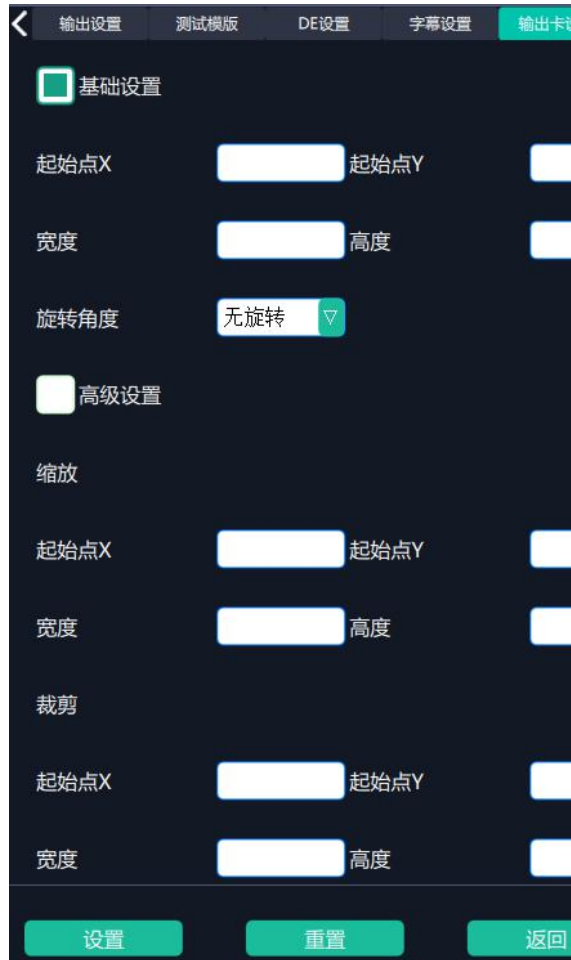 输出设置 测试模版 DE设置 字幕设置 输出卡
基础设置
起始点X 起始点Y
宽度 高度
旋转角度 无旋转
高级设置
缩放
起始点X 起始点Y
宽度 高度
裁剪
起始点X 起始点Y
宽度 高度
设置 重置 返回